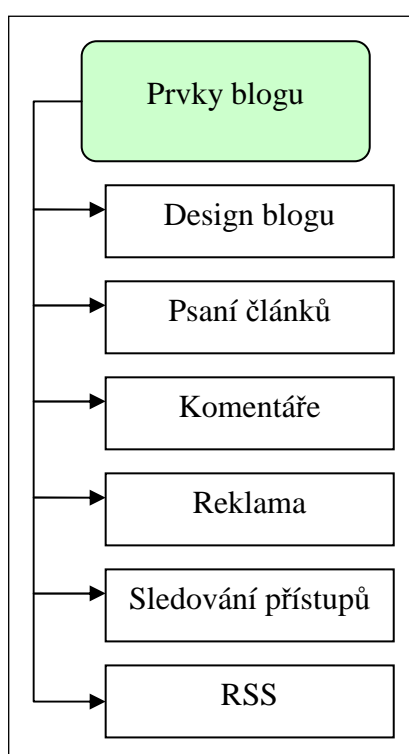 Prvky blogu
Design blogu
Psaní článků
Komentáře
Reklama
Sledování přístupů
RSS